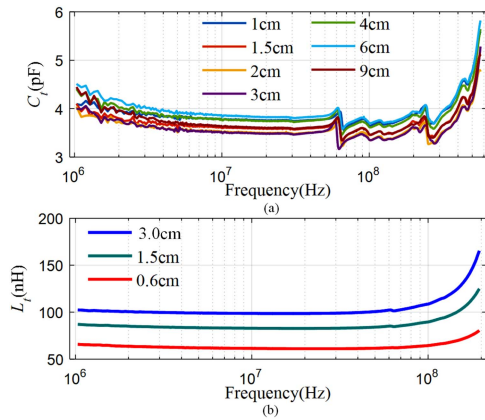 6
5
4
3
C_t(pF)
1cm
1.5cm
2cm
3cm
4cm
6cm
9cm
10^6
10^7
10^8
Frequency(Hz)
(a)
200
150
100
50
L_t(nH)
3.0cm
1.5cm
0.6cm
10^6
10^7
10^8
Frequency(Hz)
(b)